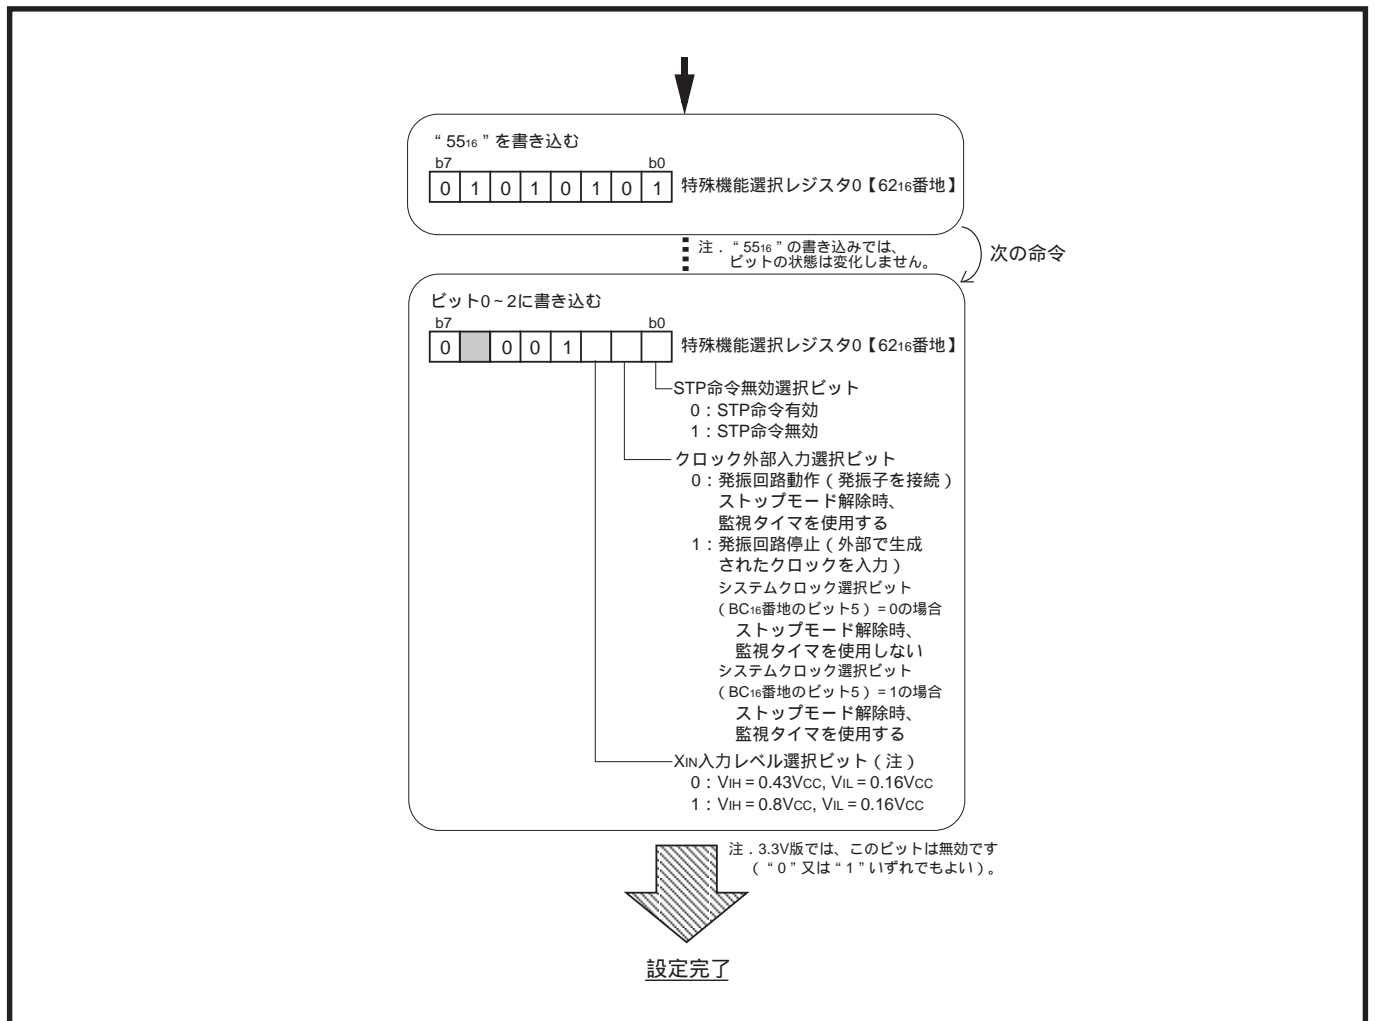 “ 5516 ” を書き込む
b7 b0
0 1 0 1 0 1 0 1 特殊機能選択レジスタ0【6216番地】
注．“ 5516 ” の書き込みでは、
ビットの状態は変化しません。
次の命令
ビット0~2に書き込む
b7 b0
0 0 0 1 特殊機能選択レジスタ0【6216番地】
STP命令無効選択ビット
0：STP命令有効
1：STP命令無効
クロック外部入力選択ビット
0：発振回路動作（発振子を接続）
ストップモード解除時、
監視タイマを使用する
1：発振回路停止（外部で生成
されたクロックを入力）
システムクロック選択ビット
（BC16番地のビット5）= 0の場合
ストップモード解除時、
監視タイマを使用しない
システムクロック選択ビット
（BC16番地のビット5）= 1の場合
ストップモード解除時、
監視タイマを使用する
XIN入力レベル選択ビット（注）
0：VIH = 0.43VCC, VIL = 0.16VCC
1：VIH = 0.8VCC, VIL = 0.16VCC
注．3.3V版では、このビットは無効です
（ “ 0 ” 又は “ 1 ” いずれでもよい）。
設定完了